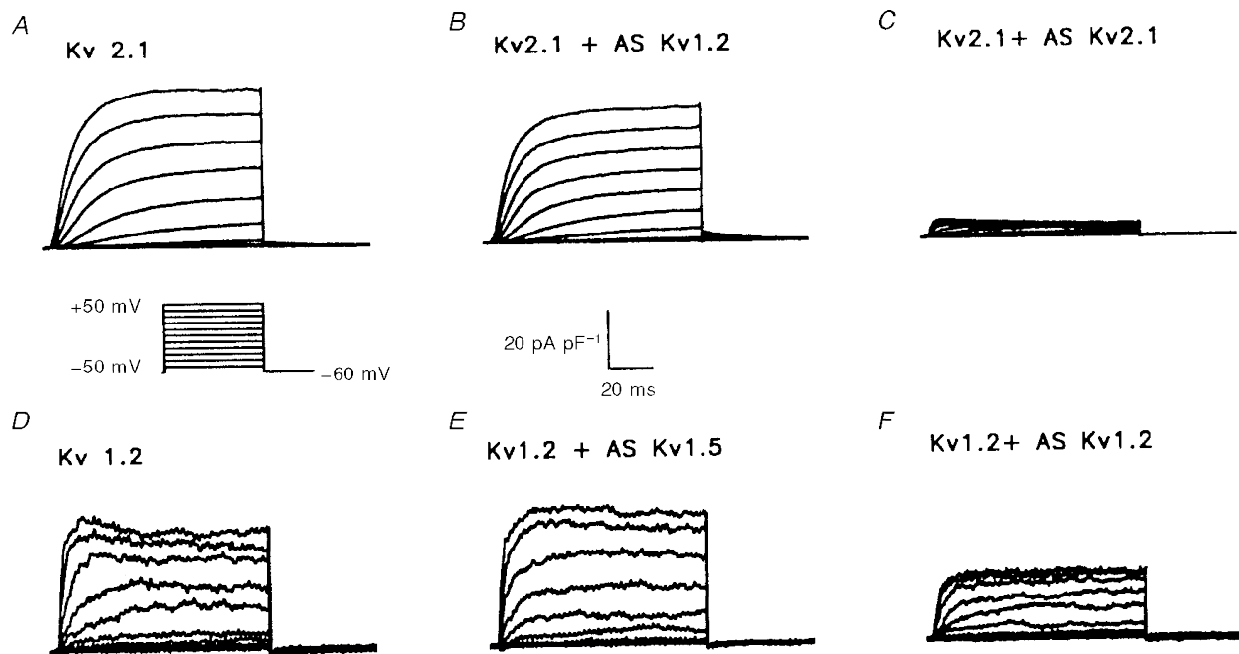 A
Kv 2.1
B
Kv2.1 + AS Kv1.2
C
Kv2.1+ AS Kv2.1
+50 mV
-50 mV
-60 mV
20 pA pF⁻¹
20 ms
D
Kv 1.2
E
Kv1.2 + AS Kv1.5
F
Kv1.2+ AS Kv1.2